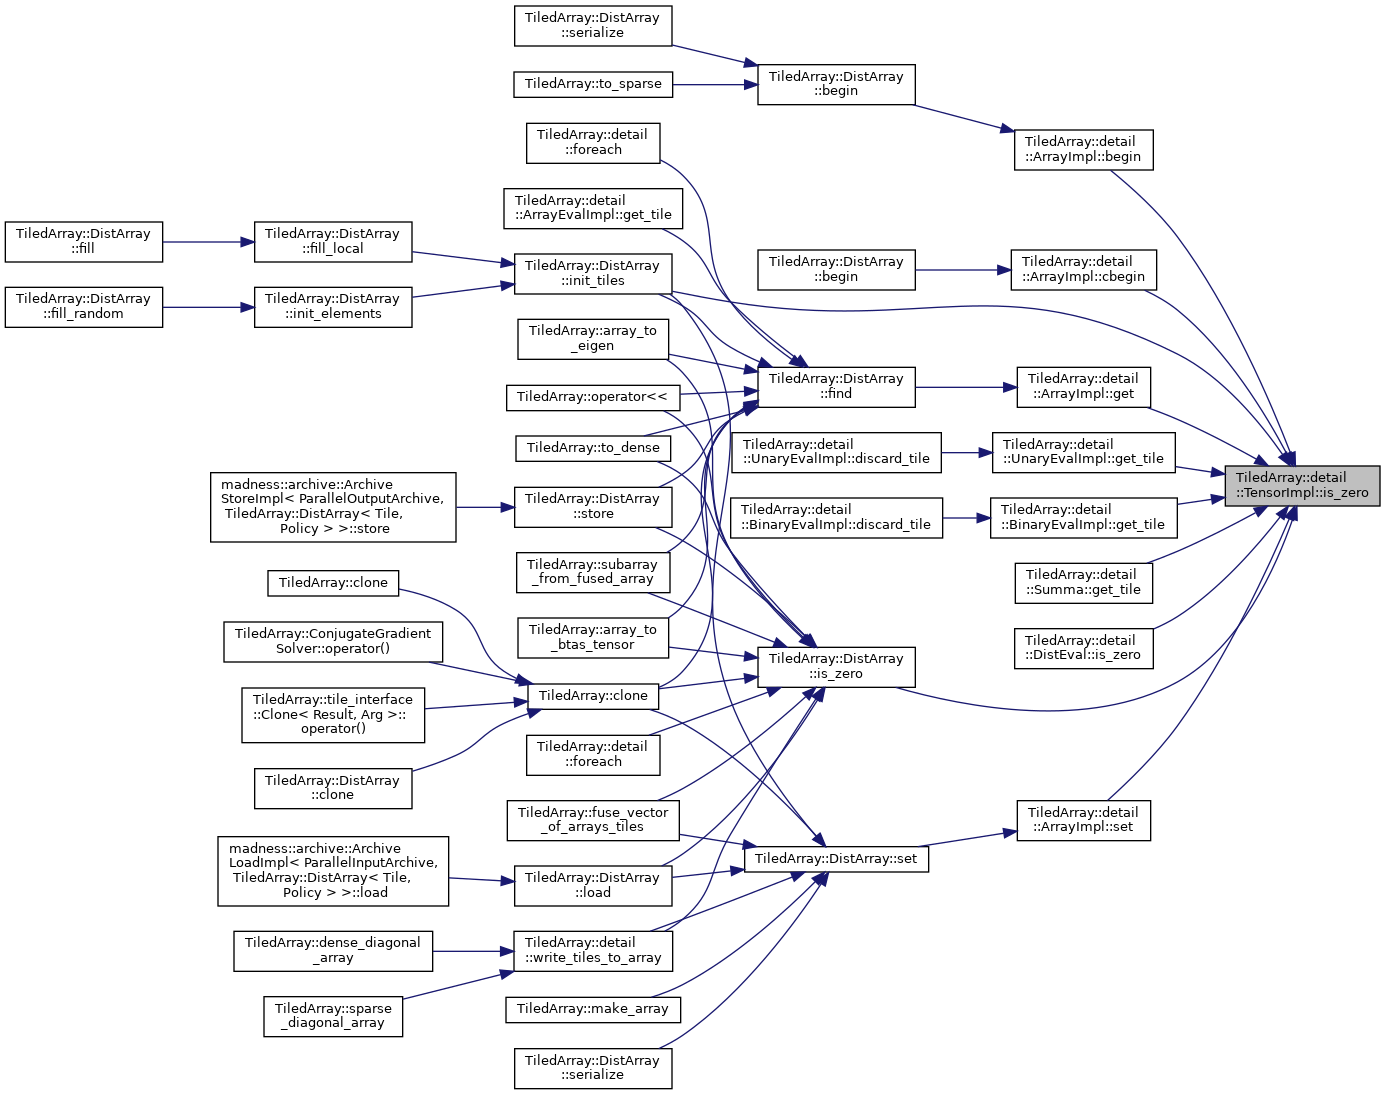 TiledArray::DistArray
::serialize
TiledArray::to_sparse
TiledArray::DistArray
::begin
TiledArray::detail
::foreach
TiledArray::detail
::ArrayImpl::begin
TiledArray::detail
::ArrayEvalImpl::get_tile
TiledArray::DistArray
::fill
TiledArray::DistArray
::fill_local
TiledArray::DistArray
::init_tiles
TiledArray::DistArray
::begin
TiledArray::detail
::ArrayImpl::cbegin
TiledArray::DistArray
::fill_random
TiledArray::DistArray
::init_elements
TiledArray::array_to
_eigen
TiledArray::operator<<
TiledArray::DistArray
::find
TiledArray::detail
::ArrayImpl::get
TiledArray::to_dense
TiledArray::detail
::UnaryEvalImpl::discard_tile
TiledArray::detail
::UnaryEvalImpl::get_tile
TiledArray::detail
::TensorImpl::is_zero
madness::archive::Archive
StoreImpl< ParallelOutputArchive,
TiledArray::DistArray< Tile,
Policy > >::store
TiledArray::DistArray
::store
TiledArray::detail
::BinaryEvalImpl::discard_tile
TiledArray::detail
::BinaryEvalImpl::get_tile
TiledArray::subarray
_from_fused_array
TiledArray::detail
::Summa::get_tile
TiledArray::clone
TiledArray::array_to
_btas_tensor
TiledArray::detail
::DistEval::is_zero
TiledArray::ConjugateGradient
Solver::operator()
TiledArray::DistArray
::is_zero
TiledArray::clone
TiledArray::tile_interface
::Clone< Result, Arg >::
operator()
TiledArray::detail
::foreach
TiledArray::DistArray
::clone
TiledArray::fuse_vector
_of_arrays_tiles
TiledArray::detail
::ArrayImpl::set
TiledArray::DistArray::set
madness::archive::Archive
LoadImpl< ParallelInputArchive,
TiledArray::DistArray< Tile,
Policy > >::load
TiledArray::DistArray
::load
TiledArray::dense_diagonal
_array
TiledArray::detail
::write_tiles_to_array
TiledArray::sparse
_diagonal_array
TiledArray::make_array
TiledArray::DistArray
::serialize